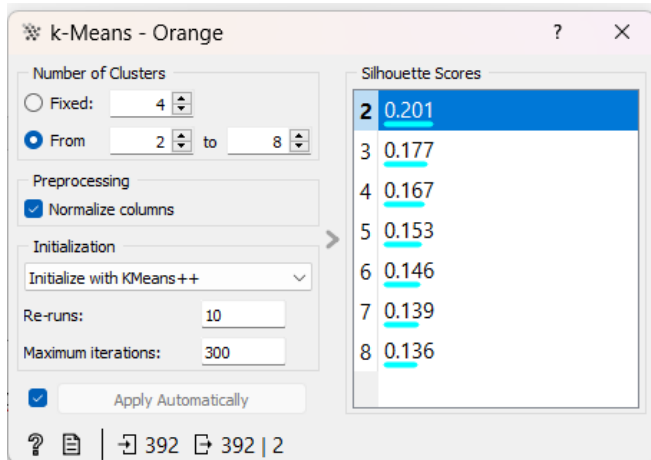 k-Means - Orange ? ×
Number of Clusters
Fixed: 4
From 2 to 8
Preprocessing
Normalize columns
Initialization
Initialize with KMeans++
Re-runs: 10
Maximum iterations: 300
Apply Automatically
? 392 392 | 2
Silhouette Scores
2 0.201
3 0.177
4 0.167
5 0.153
6 0.146
7 0.139
8 0.136